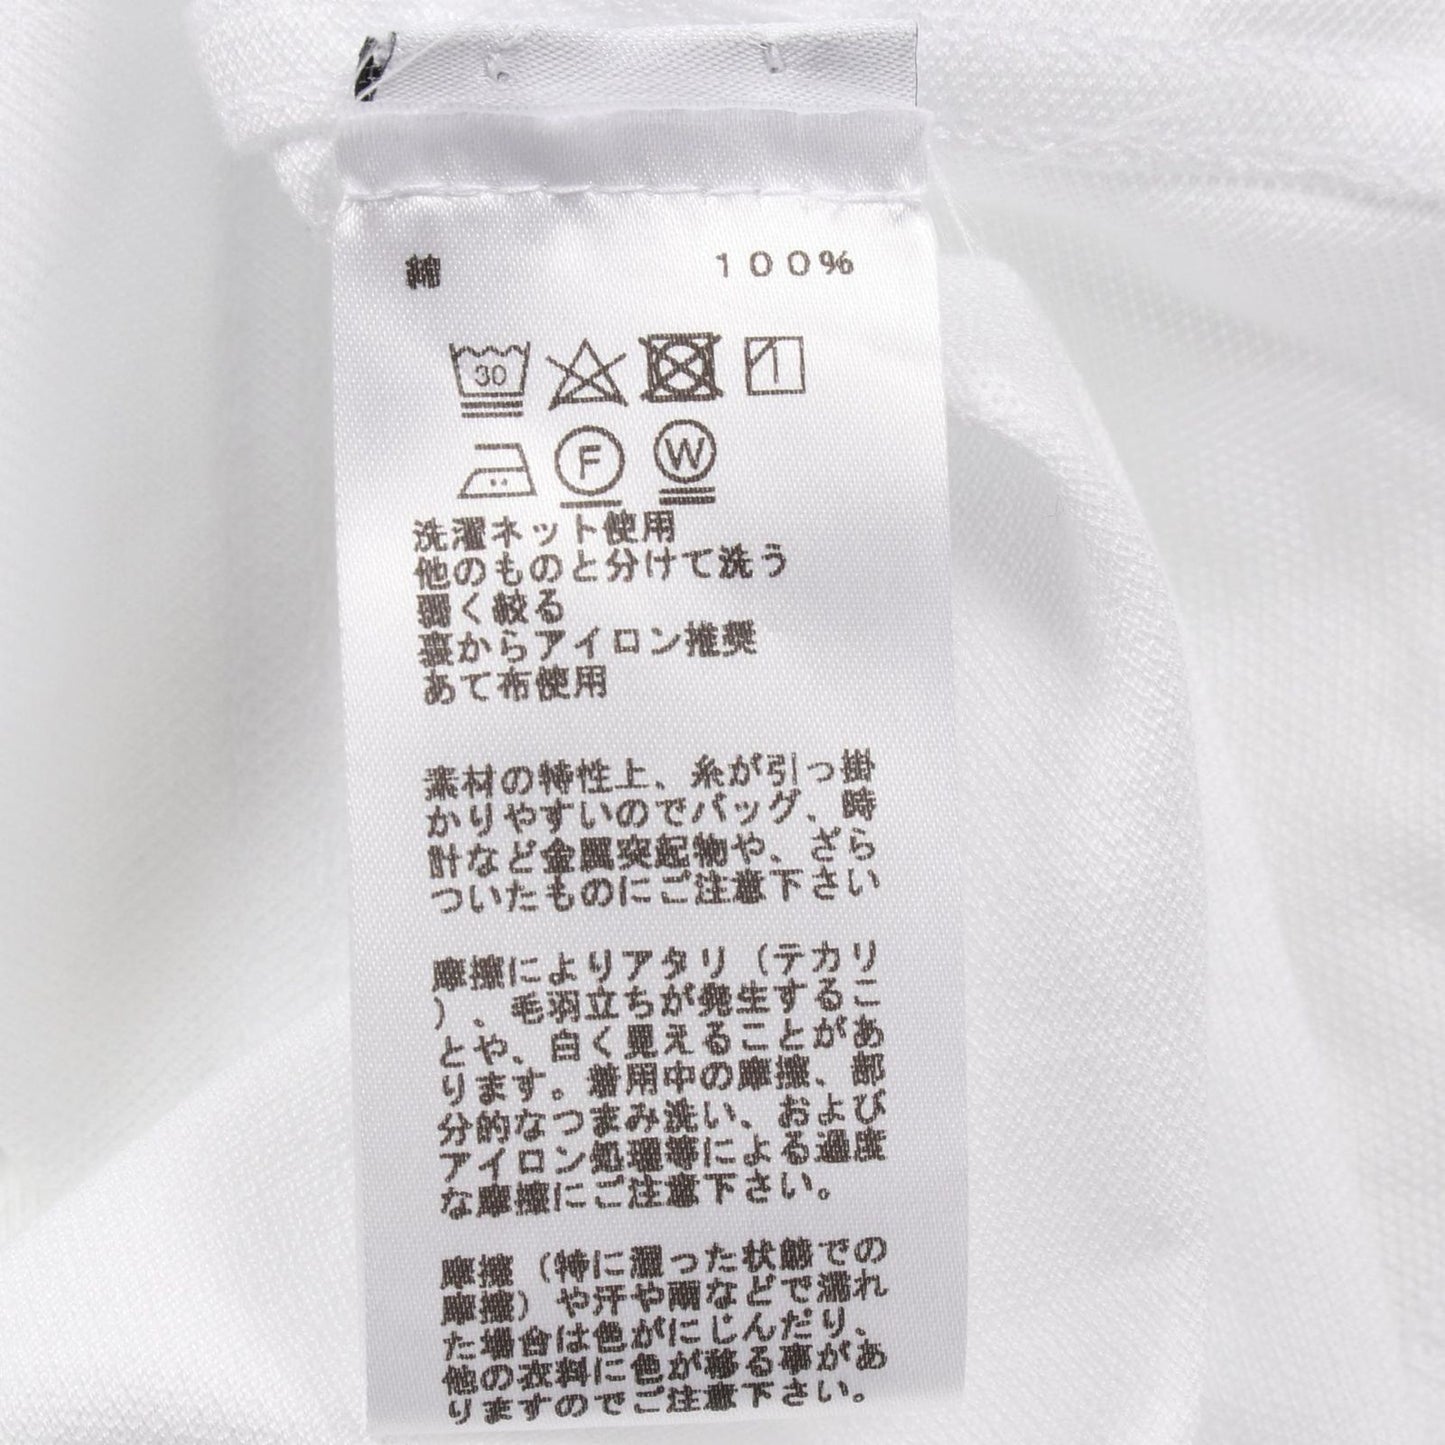 綿 100%
30
1
F W
洗濯ネット使用
他のものと分けて洗う
弱く絞る
裏からアイロン推奨
あて布使用
素材の特性上、糸が引っ掛
かりやすいのでバッグ、時
計など金属突起物や、ざら
ついたものにご注意下さい
摩擦によりアタリ(テカリ
)、毛羽立ちが発生するこ
とや、白く見えることがあ
ります。着用中の摩擦、部
分的なつまみ洗い、および
アイロン処理等による過度
な摩擦にご注意下さい。
摩擦(特に湿った状態での
摩擦)や汗や雨などで濡れ
た場合は色がにじんだり、
他の衣料に色が移る事があ
りますのでご注意下さい。